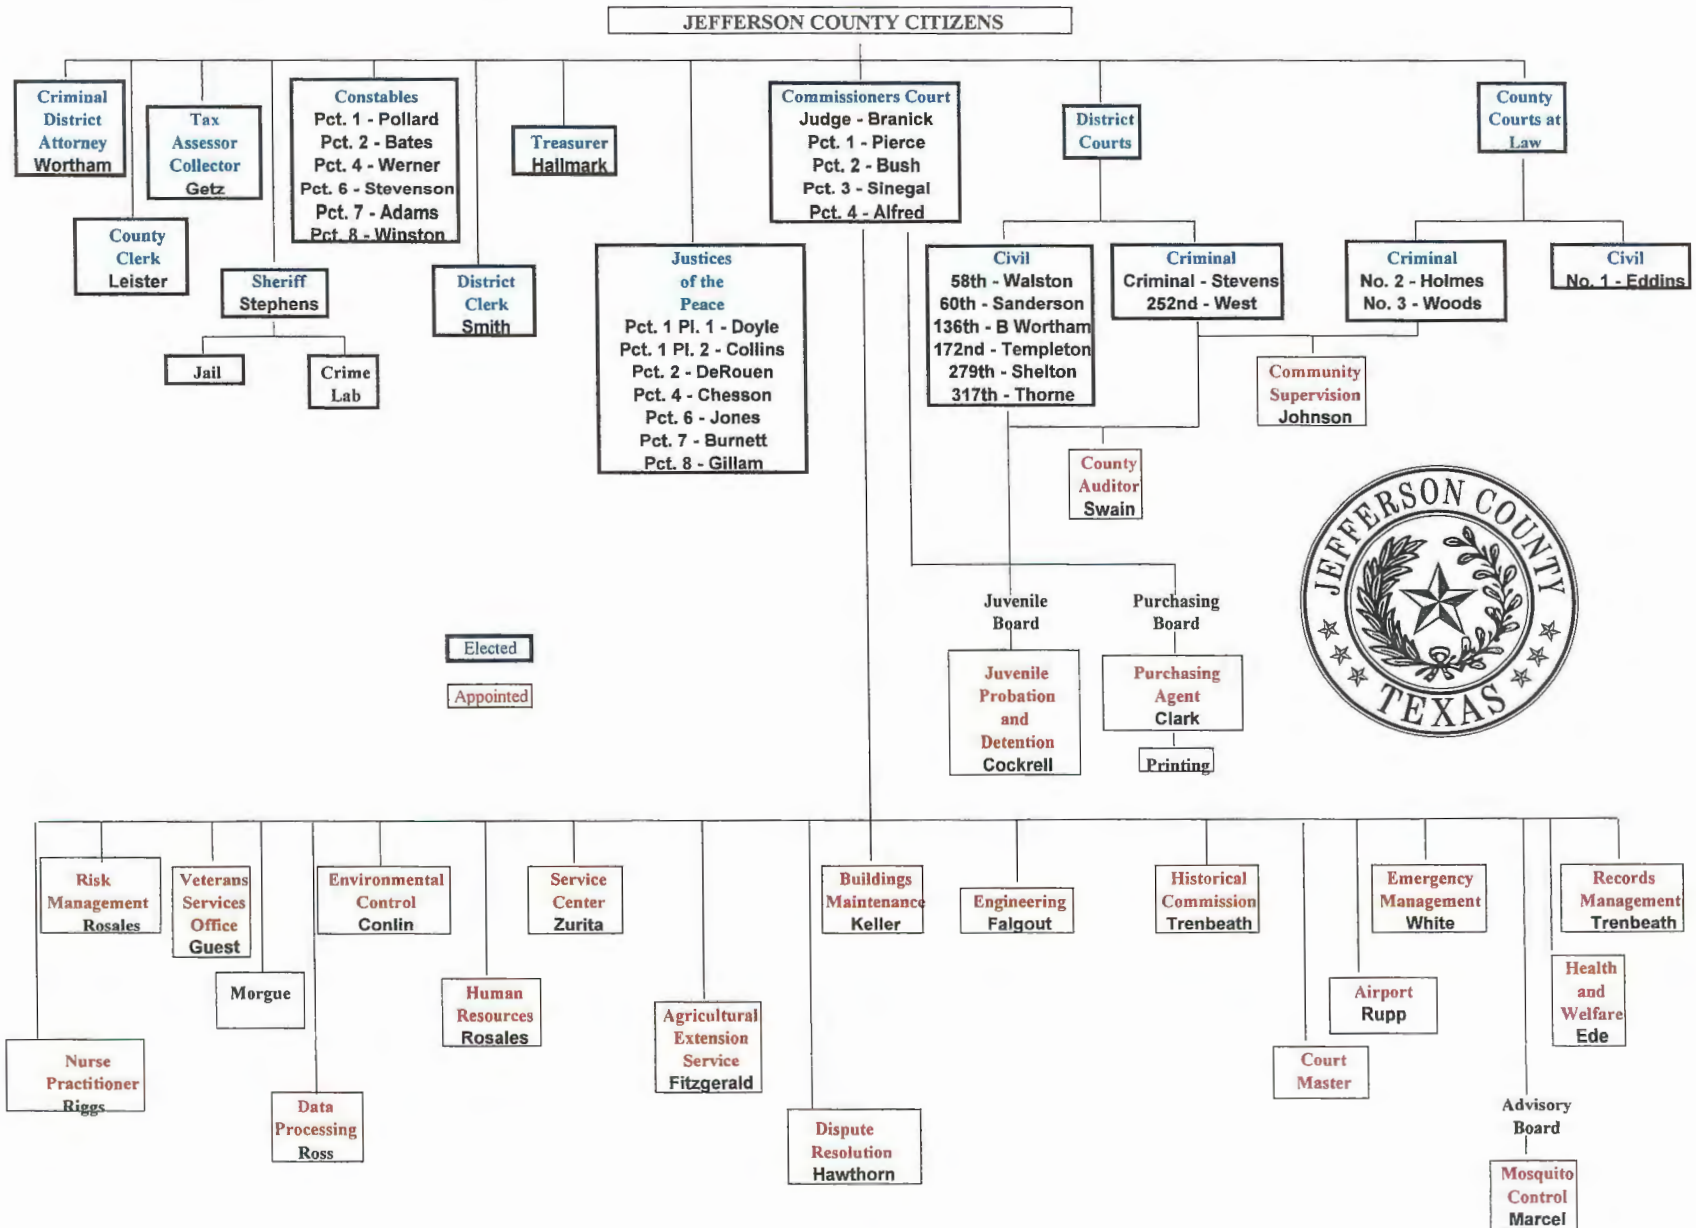 JEFFERSON COUNTY CITIZENS
Criminal
District
Attorney
Wortham
County
Clerk
Leister
Tax
Assessor
Collector
Getz
Sheriff
Stephens
Jail
Crime
Lab
Constables
Pct. 1 - Pollard
Pct. 2 - Bates
Pct. 4 - Werner
Pct. 6 - Stevenson
Pct. 7 - Adams
Pct. 8 - Winston
District
Clerk
Smith
Treasurer
Hallmark
Justices
of the
Peace
Pct. 1 Pl. 1 - Doyle
Pct. 1 Pl. 2 - Collins
Pct. 2 - DeRouen
Pct. 4 - Chesson
Pct. 6 - Jones
Pct. 7 - Burnett
Pct. 8 - Gillam
Commissioners Court
Judge - Branick
Pct. 1 - Pierce
Pct. 2 - Bush
Pct. 3 - Sinegal
Pct. 4 - Alfred
District
Courts
Civil
58th - Walston
60th - Sanderson
136th - B Wortham
172nd - Templeton
279th - Shelton
317th - Thorne
Criminal
Criminal - Stevens
252nd - West
County
Courts at
Law
Criminal
No. 2 - Holmes
No. 3 - Woods
Civil
No. 1 - Eddins
Community
Supervision
Johnson
County
Auditor
Swain
JEFFERSON COUNTY
TEXAS
Juvenile
Board
Juvenile
Probation
and
Detention
Cockrell
Purchasing
Board
Purchasing
Agent
Clark
Printing
Elected
Appointed
Risk
Management
Rosales
Veterans
Services
Office
Guest
Environmental
Control
Conlin
Service
Center
Zurita
Buildings
Maintenance
Keller
Engineering
Falgout
Historical
Commission
Trenbeath
Emergency
Management
White
Records
Management
Trenbeath
Morgue
Human
Resources
Rosales
Agricultural
Extension
Service
Fitzgerald
Airport
Rupp
Health
and
Welfare
Ede
Nurse
Practitioner
Riggs
Data
Processing
Ross
Dispute
Resolution
Hawthorn
Court
Master
Advisory
Board
Mosquito
Control
Marcel